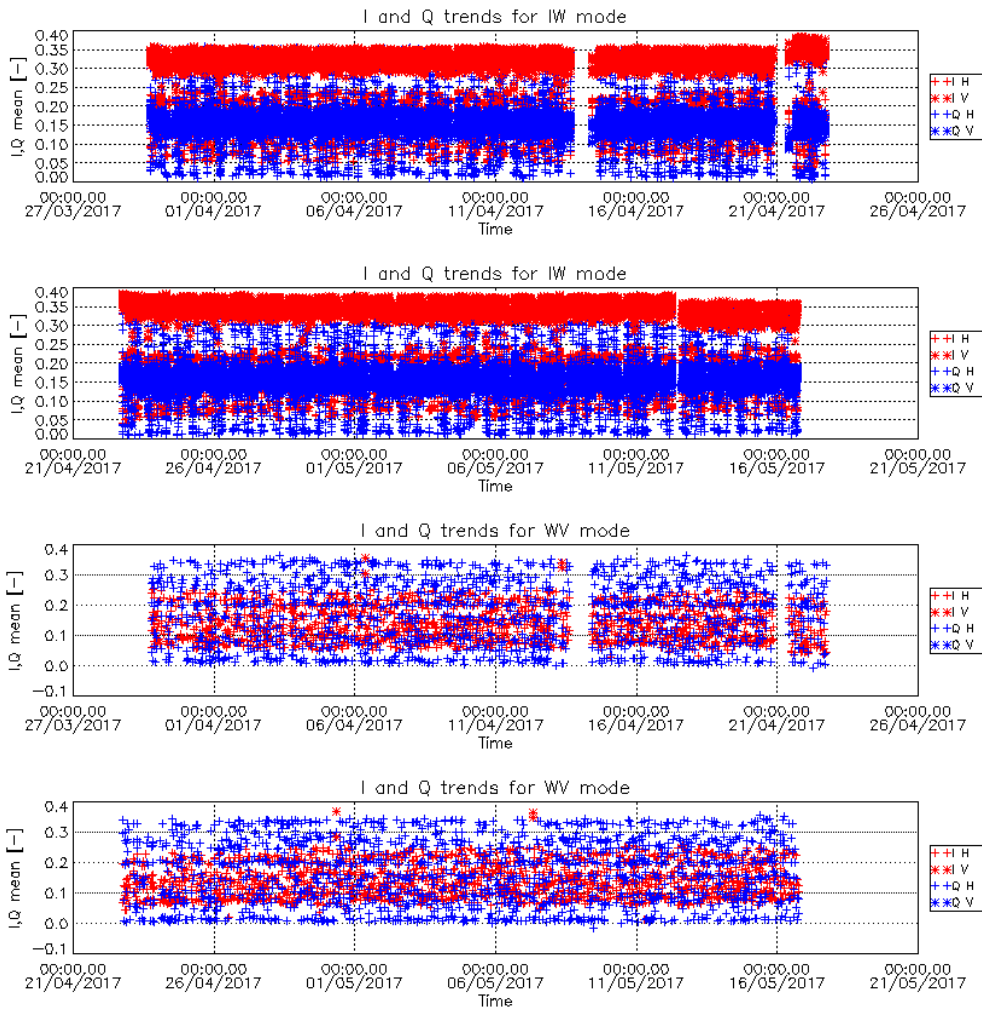 I and Q trends for IW mode
0.40
0.35
0.30
0.25
0.20
0.15
0.10
0.05
0.00
I,Q mean [-]
I H
I V
Q H
Q V
00:00.00 00:00.00 00:00.00 00:00.00 00:00.00 00:00.00 00:00.00
27/03/2017 01/04/2017 06/04/2017 11/04/2017 16/04/2017 21/04/2017 26/04/2017
Time
I and Q trends for IW mode
0.40
0.35
0.30
0.25
0.20
0.15
0.10
0.05
0.00
I,Q mean [-]
I H
I V
Q H
Q V
00:00.00 00:00.00 00:00.00 00:00.00 00:00.00 00:00.00 00:00.00
21/04/2017 26/04/2017 01/05/2017 06/05/2017 11/05/2017 16/05/2017 21/05/2017
Time
I and Q trends for WV mode
0.4
0.3
0.2
0.1
0.0
-0.1
I,Q mean [-]
I H
I V
Q H
Q V
00:00.00 00:00.00 00:00.00 00:00.00 00:00.00 00:00.00 00:00.00
27/03/2017 01/04/2017 06/04/2017 11/04/2017 16/04/2017 21/04/2017 26/04/2017
Time
I and Q trends for WV mode
0.4
0.3
0.2
0.1
0.0
-0.1
I,Q mean [-]
I H
I V
Q H
Q V
00:00.00 00:00.00 00:00.00 00:00.00 00:00.00 00:00.00 00:00.00
21/04/2017 26/04/2017 01/05/2017 06/05/2017 11/05/2017 16/05/2017 21/05/2017
Time